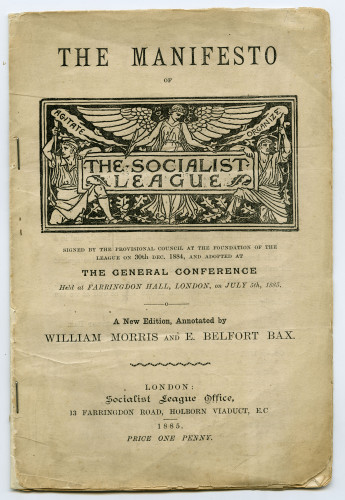 THE MANIFESTO
OF
AGITATE
ORGANIZE
THE·SOCIALIST·
LEAGUE
SIGNED BY THE PROVISIONAL COUNCIL AT THE FOUNDATION OF THE
LEAGUE ON 30th DEC. 1884, AND ADOPTED AT
THE GENERAL CONFERENCE
Held at FARRINGDON HALL, LONDON, on JULY 5th, 1885.
A New Edition, Annotated by
WILLIAM MORRIS AND E. BELFORT BAX.
LONDON:
Socialist League Office,
13 FARRINGDON ROAD, HOLBORN VIADUCT, E.C
1885.
PRICE ONE PENNY.